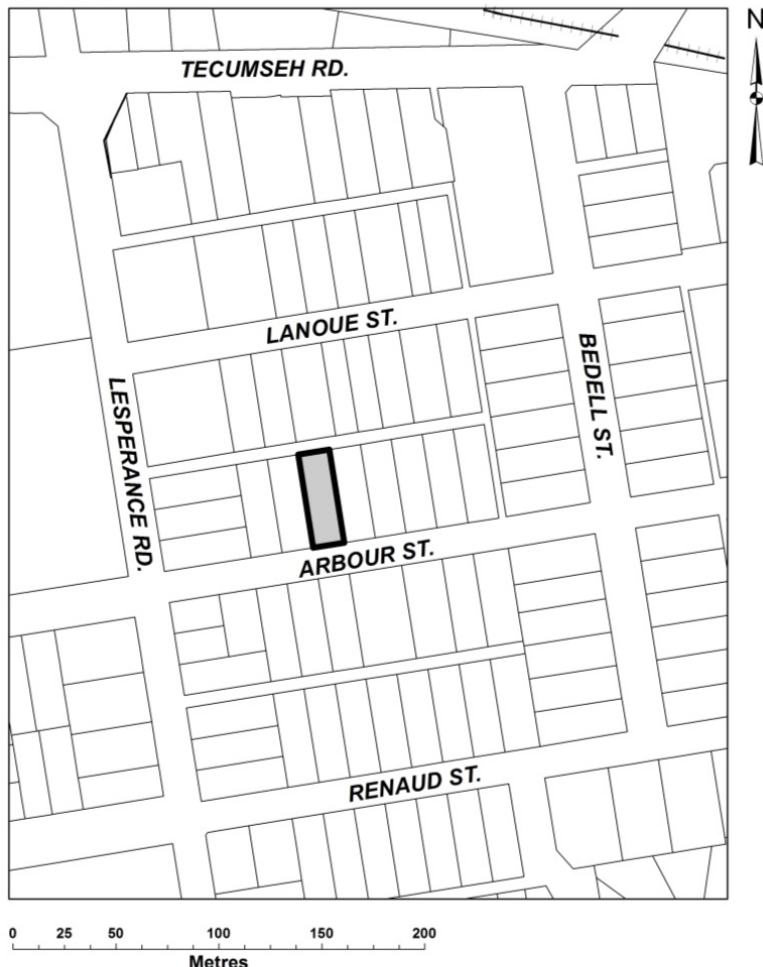 N
TECUMSEH RD.
LANOUE ST.
BEDELL ST.
LESPERANCE RD.
ARBOUR ST.
RENAUD ST.
0 25 50 100 150 200
Metres